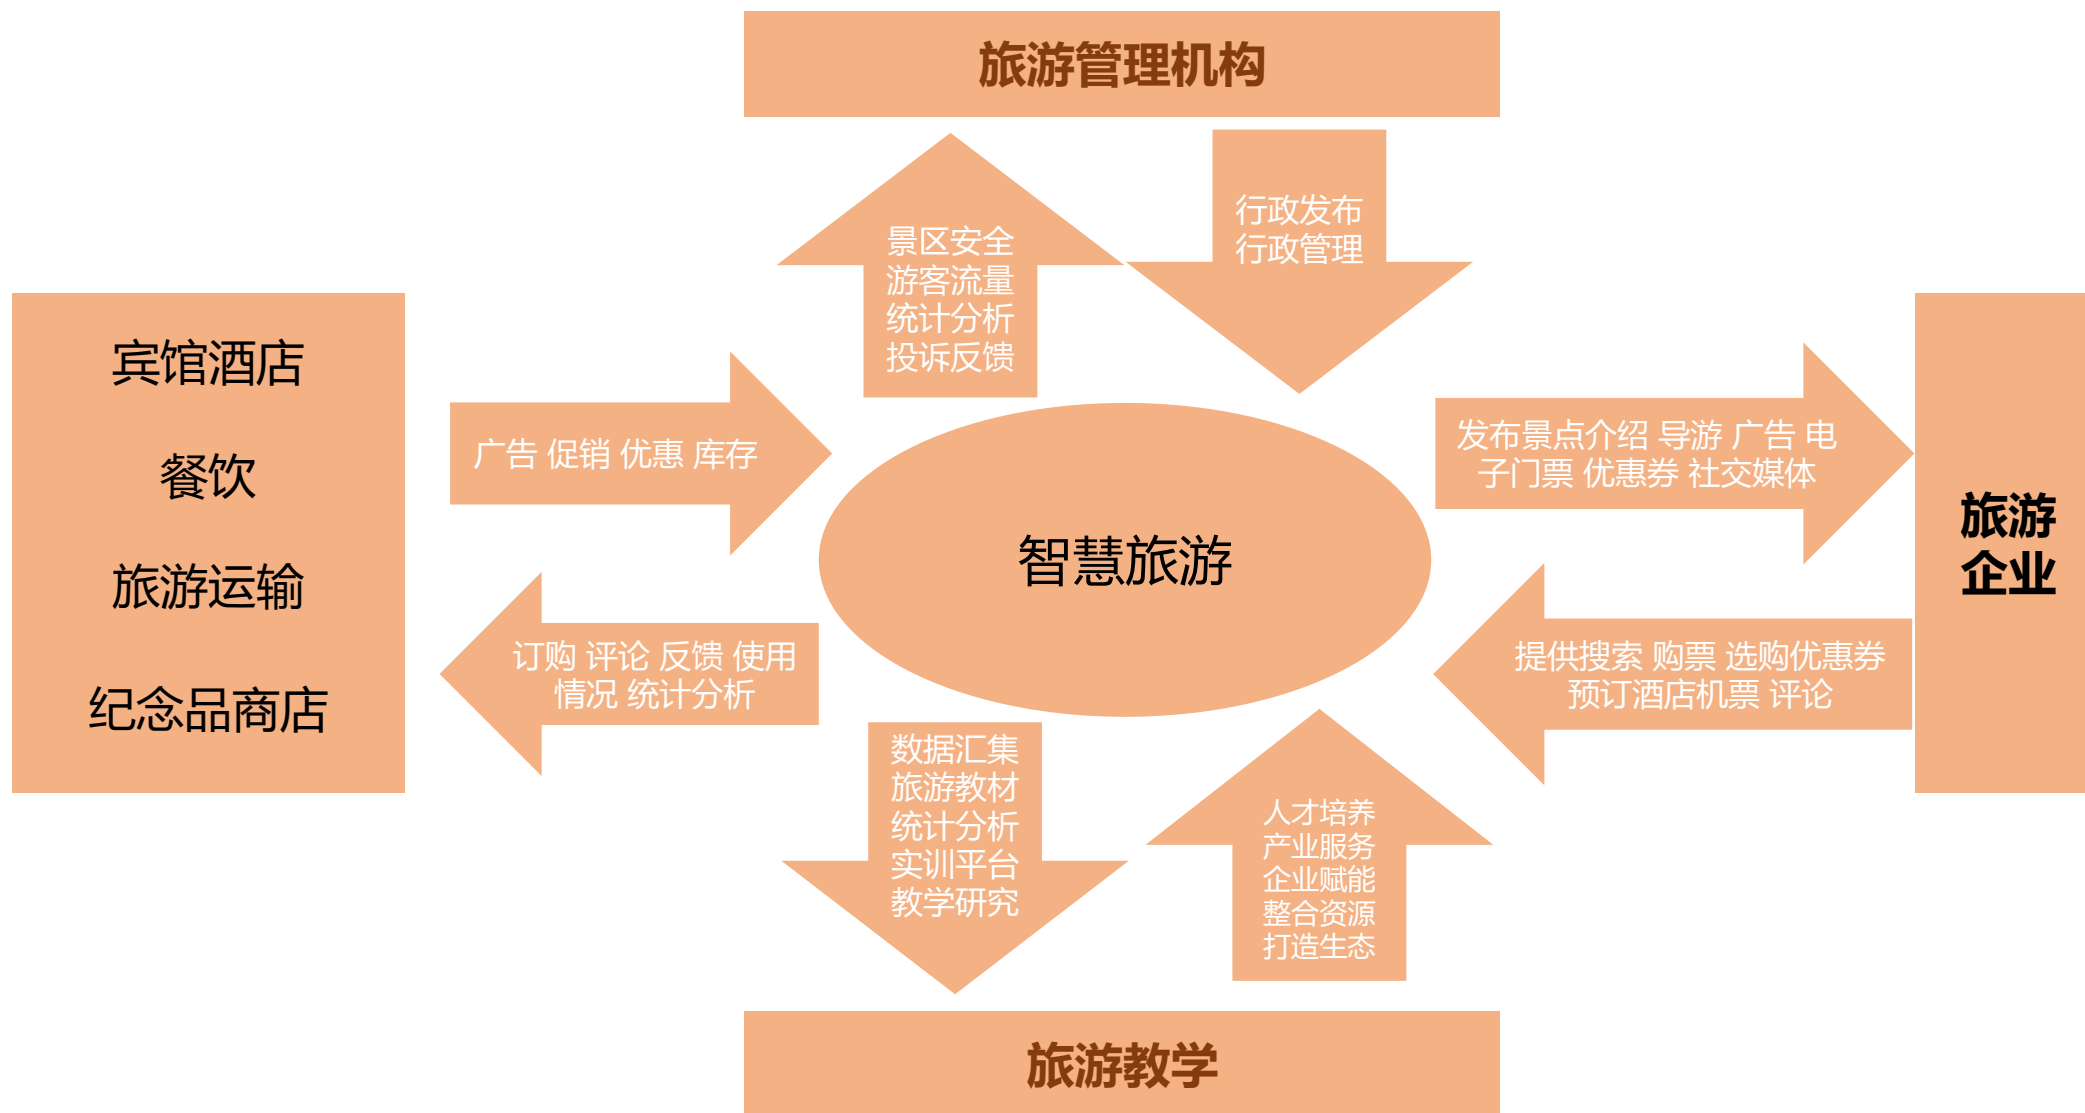 旅游管理机构
景区安全
游客流量
统计分析
投诉反馈
行政发布
行政管理
宾馆酒店
餐饮
旅游运输
纪念品商店
广告 促销 优惠 库存
订购 评论 反馈 使用
情况 统计分析
智慧旅游
发布景点介绍 导游 广告 电
子门票 优惠券 社交媒体
提供搜索 购票 选购优惠券
预订酒店机票 评论
旅游
企业
数据汇集
旅游教材
统计分析
实训平台
教学研究
人才培养
产业服务
企业赋能
整合资源
打造生态
旅游教学